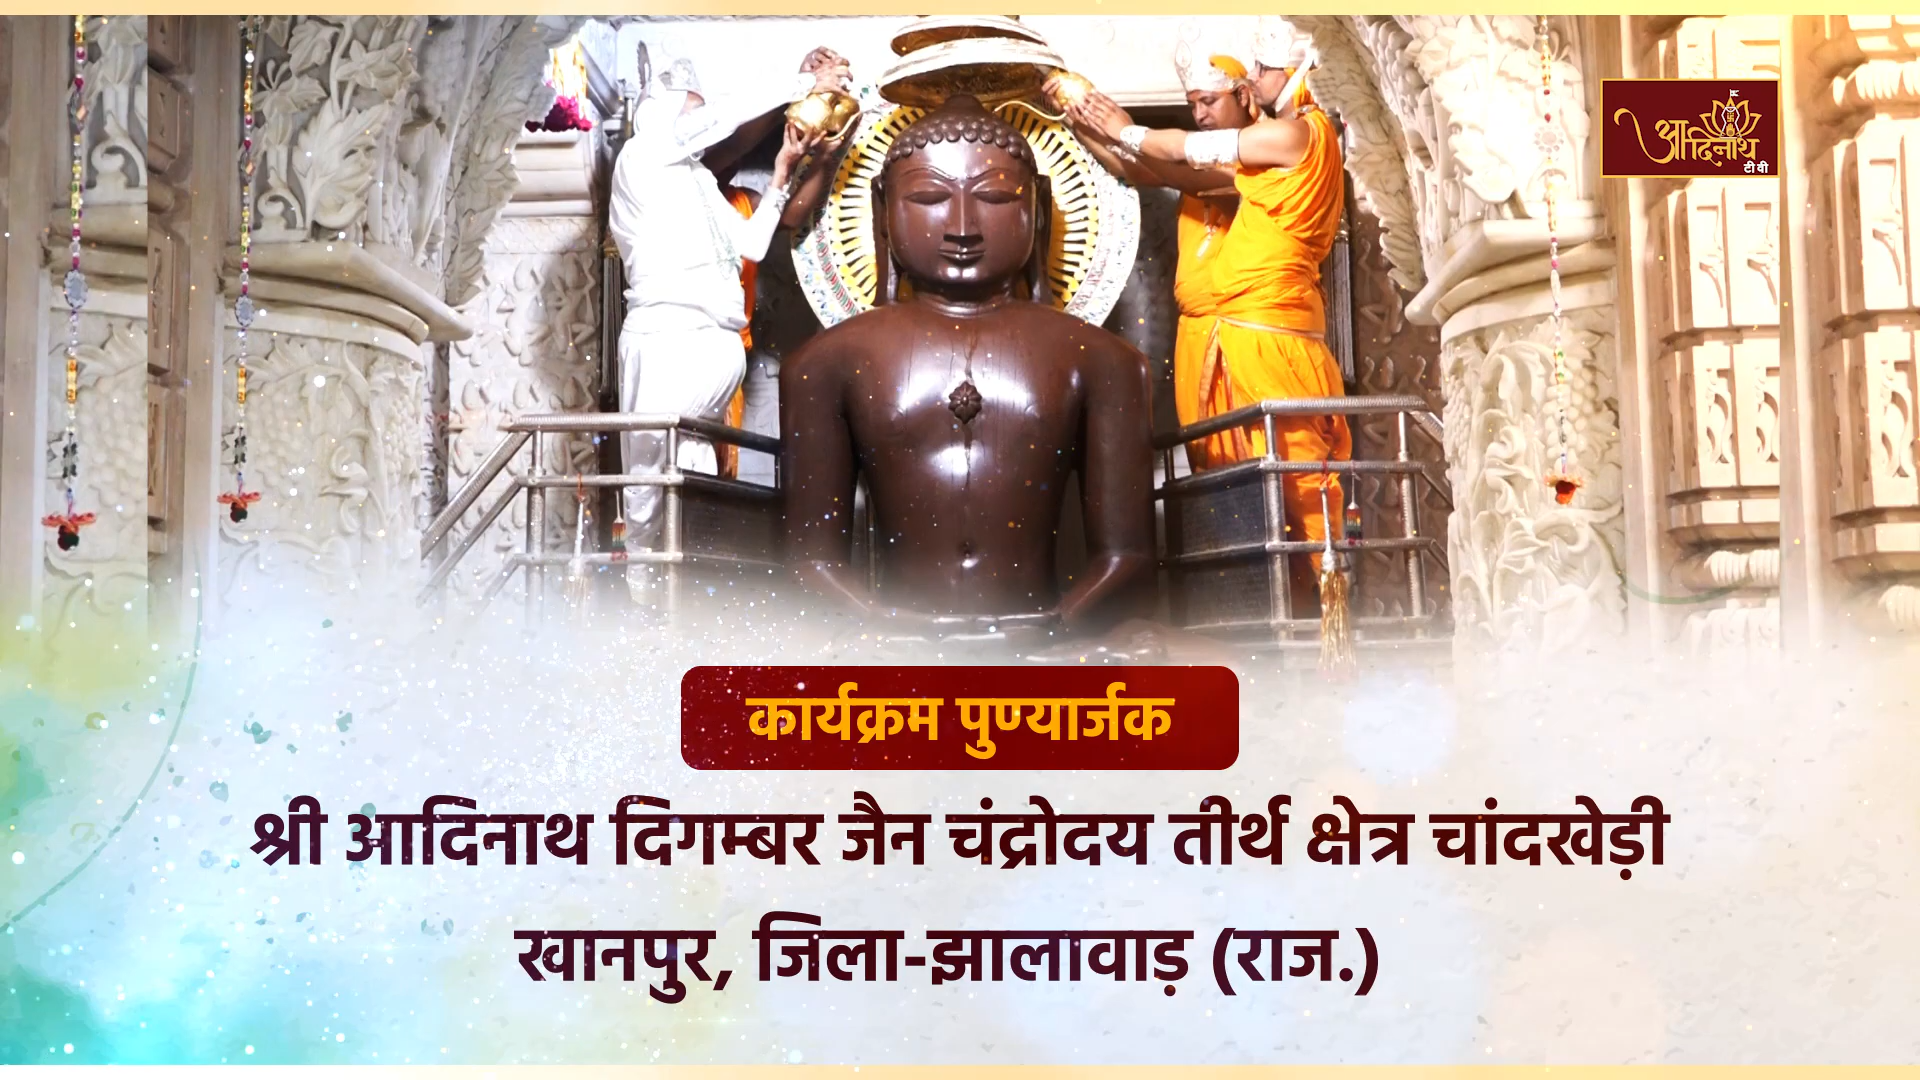 आदिनाथ
टी वी
कार्यक्रम पुण्यार्जक
श्री आदिनाथ दिगम्बर जैन चंद्रोदय तीर्थ क्षेत्र चांदखेड़ी
खानपुर, जिला-झालावाड़ (राज.)